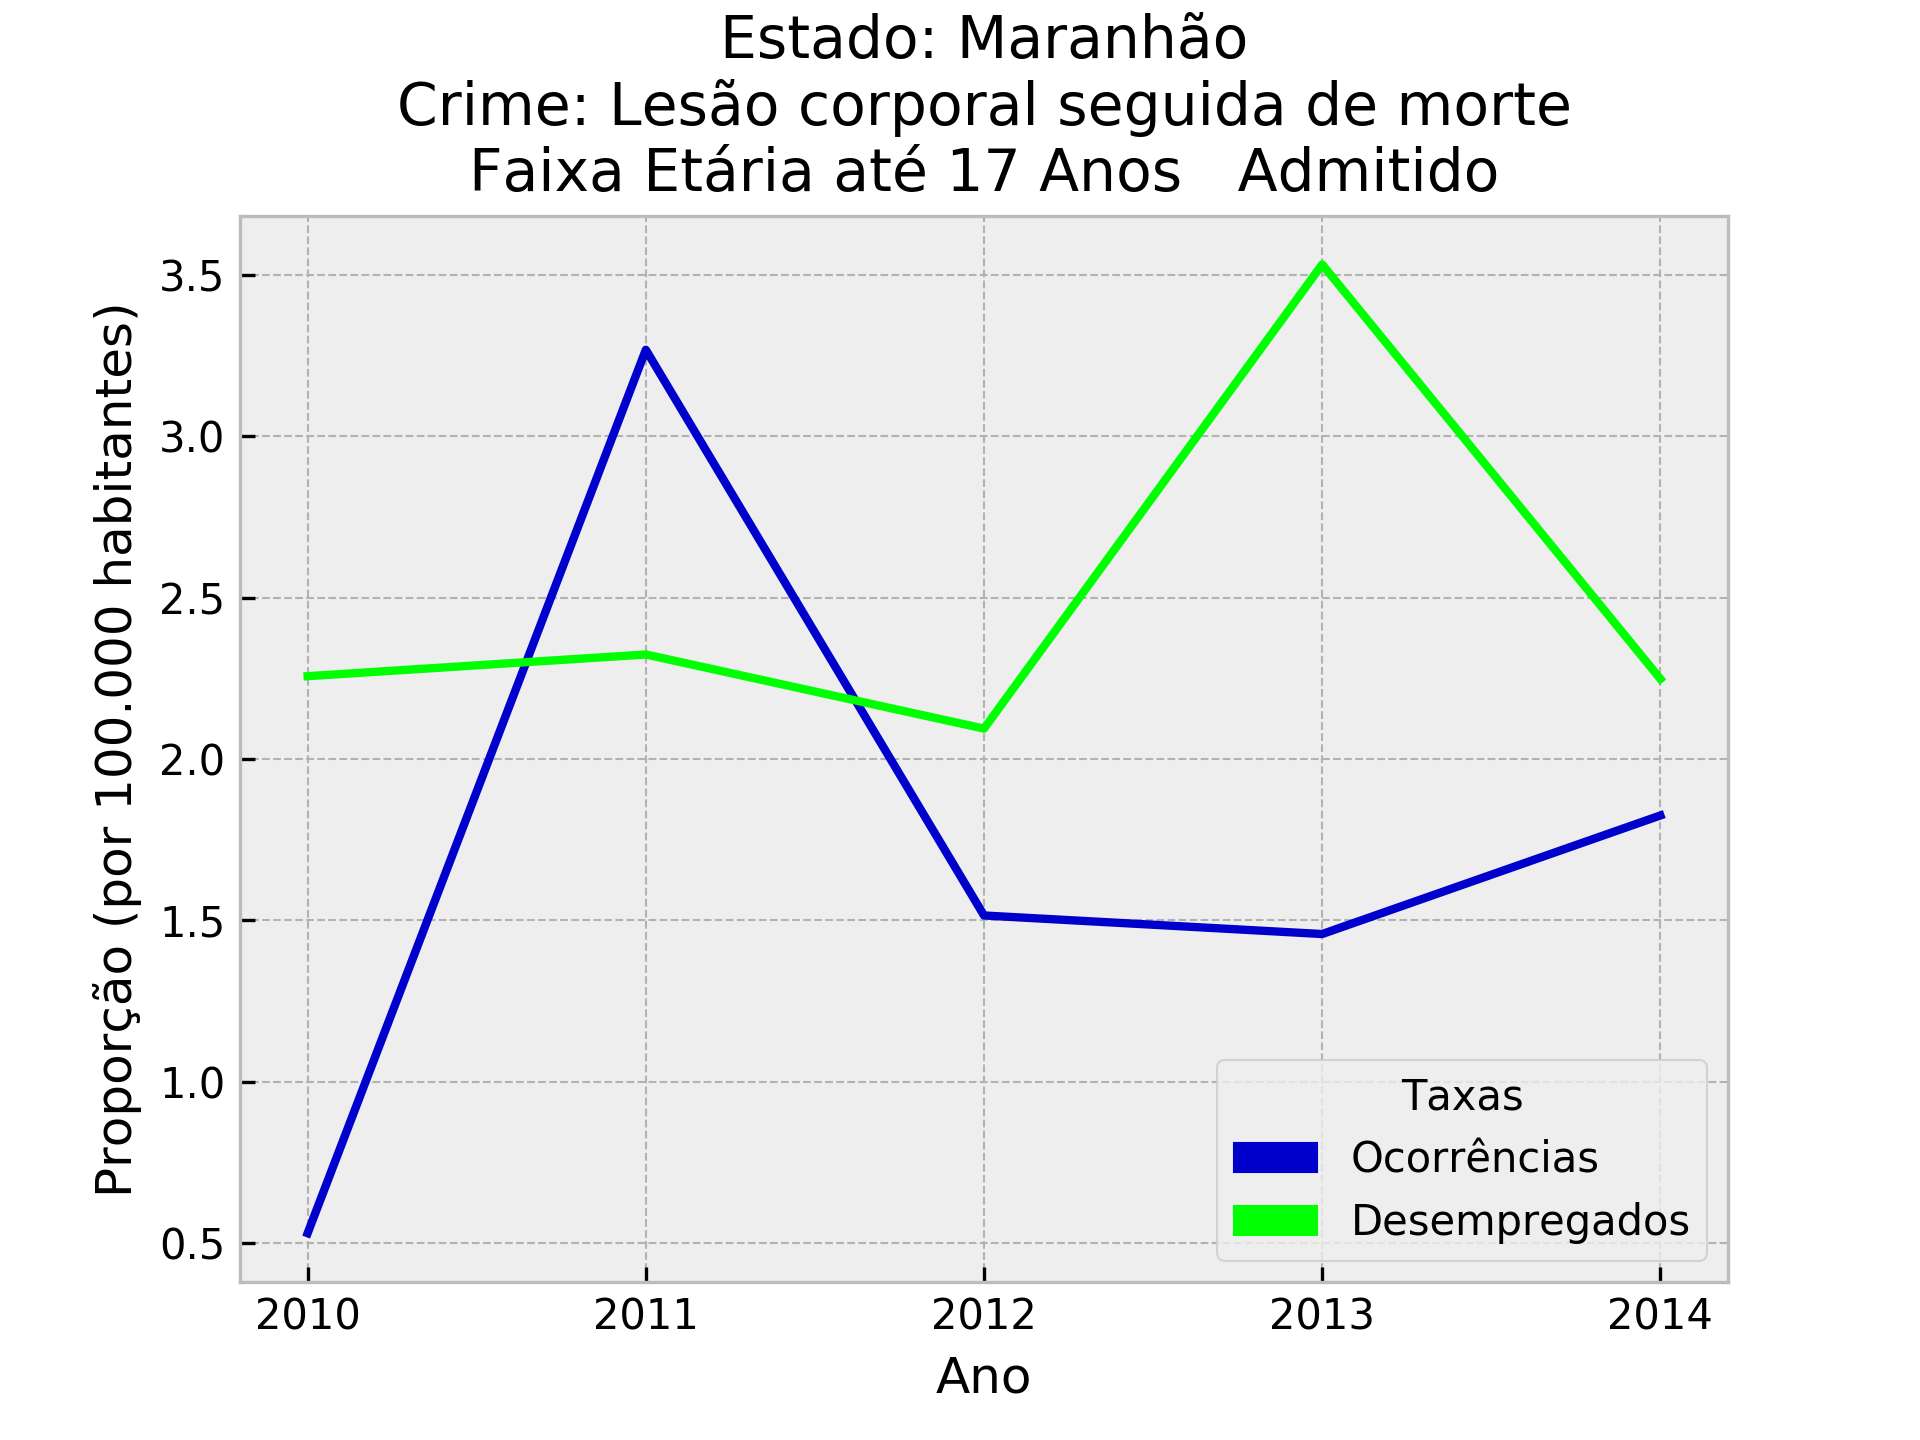 Estado: Maranhão
Crime: Lesão corporal seguida de morte
Faixa Etária até 17 Anos   Admitido
Proporção (por 100.000 habitantes)
3.5
3.0
2.5
2.0
1.5
1.0
0.5
Taxas
Ocorrências
Desempregados
2010 2011 2012 2013 2014
Ano